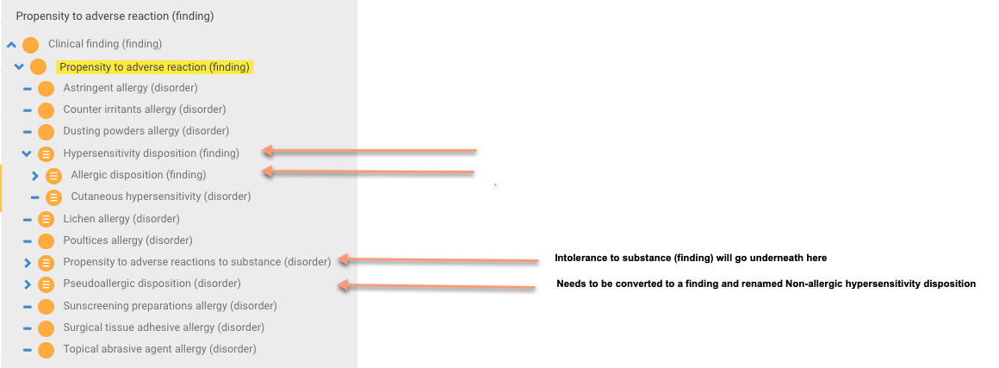 Propensity to adverse reaction (finding)
Clinical finding (finding)
Propensity to adverse reaction (finding)
Astringent allergy (disorder)
Counter irritants allergy (disorder)
Dusting powders allergy (disorder)
Hypersensitivity disposition (finding)
Allergic disposition (finding)
Cutaneous hypersensitivity (disorder)
Lichen allergy (disorder)
Poultices allergy (disorder)
Propensity to adverse reactions to substance (disorder) Intolerance to substance (finding) will go underneath here
Pseudoallergic disposition (disorder) Needs to be converted to a finding and renamed Non-allergic hypersensitivity disposition
Sunscreening preparations allergy (disorder)
Surgical tissue adhesive allergy (disorder)
Topical abrasive agent allergy (disorder)